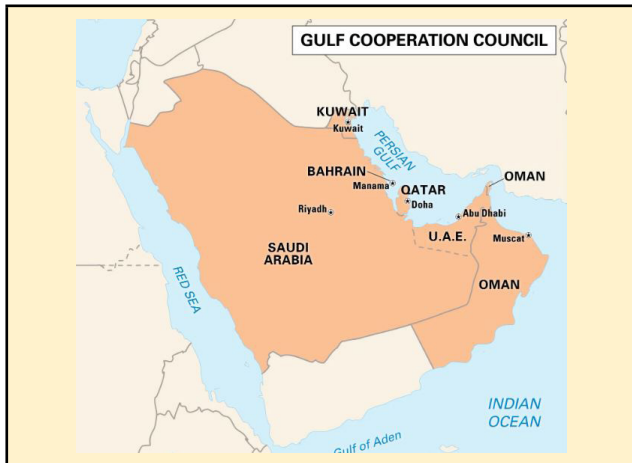 GULF COOPERATION COUNCIL
KUWAIT
Kuwait
PERSIAN
GULF
BAHRAIN
Manama
QATAR
Doha
OMAN
Abu Dhabi
Riyadh
U.A.E.
Muscat
SAUDI
ARABIA
OMAN
RED SEA
INDIAN
OCEAN
Gulf of Aden